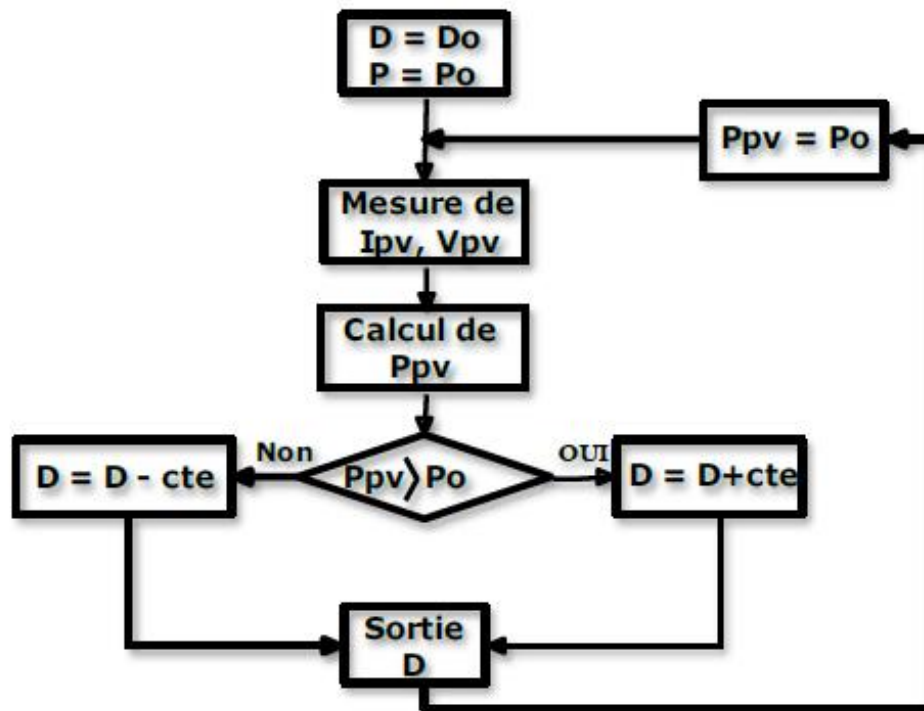 D = Do
P = Po
Ppv = Po
Mesure de
Ipv, Vpv
Calcul de
Ppv
Non
OUI
D = D - cte
Ppv > Po
D = D+cte
Sortie
D